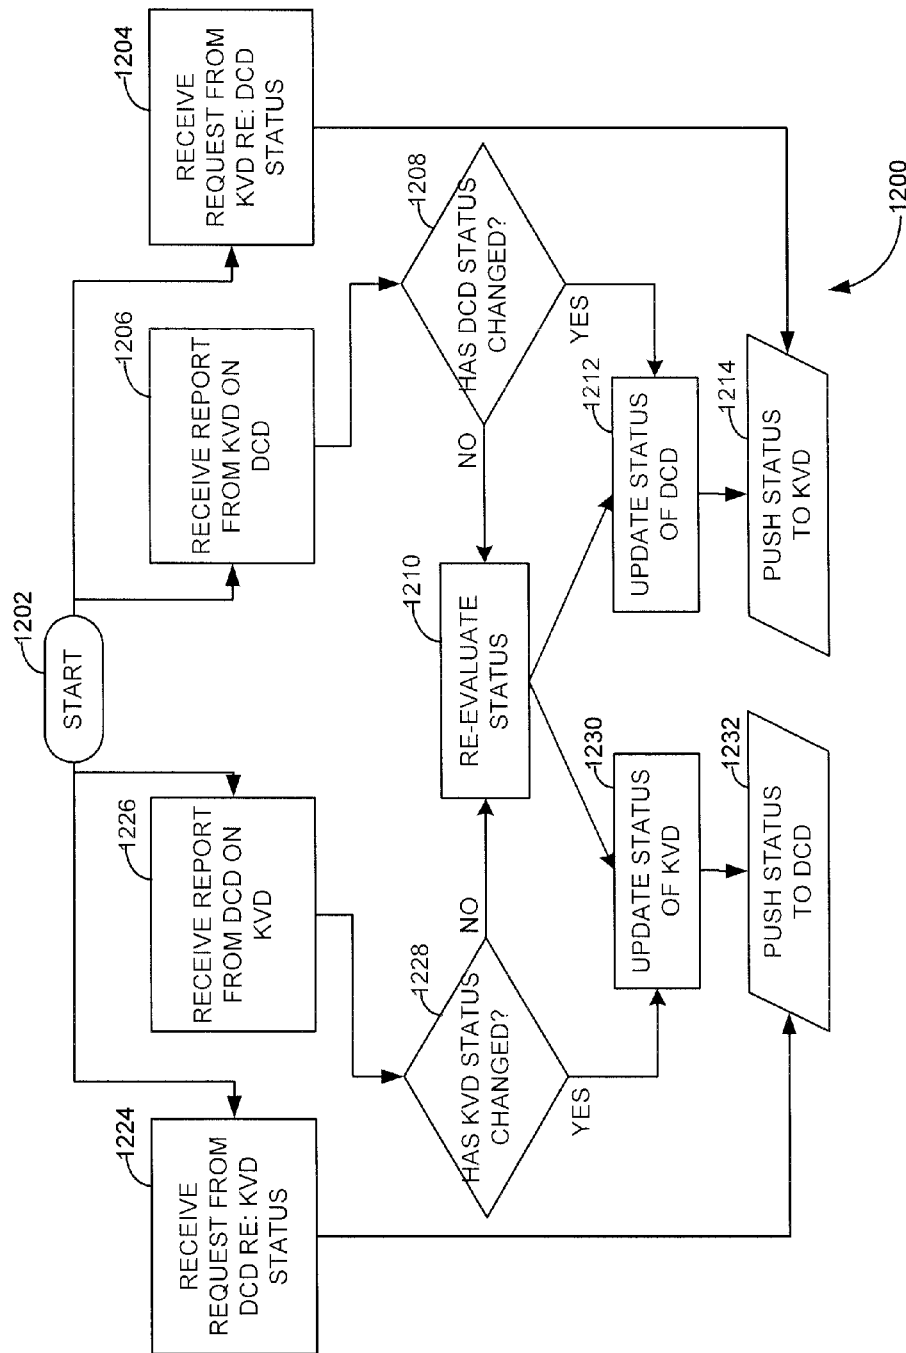 1202
START
1224
RECEIVE
REQUEST FROM
DCD RE: KVD
STATUS
1226
RECEIVE REPORT
FROM DCD ON
KVD
1206
RECEIVE REPORT
FROM KVD ON
DCD
1204
RECEIVE
REQUEST FROM
KVD RE: DCD
STATUS
1228
HAS KVD STATUS
CHANGED?
NO
YES
1210
RE-EVALUATE
STATUS
1208
HAS DCD STATUS
CHANGED?
NO
YES
1230
UPDATE STATUS
OF KVD
1212
UPDATE STATUS
OF DCD
1232
PUSH STATUS
TO DCD
1214
PUSH STATUS
TO KVD
1200